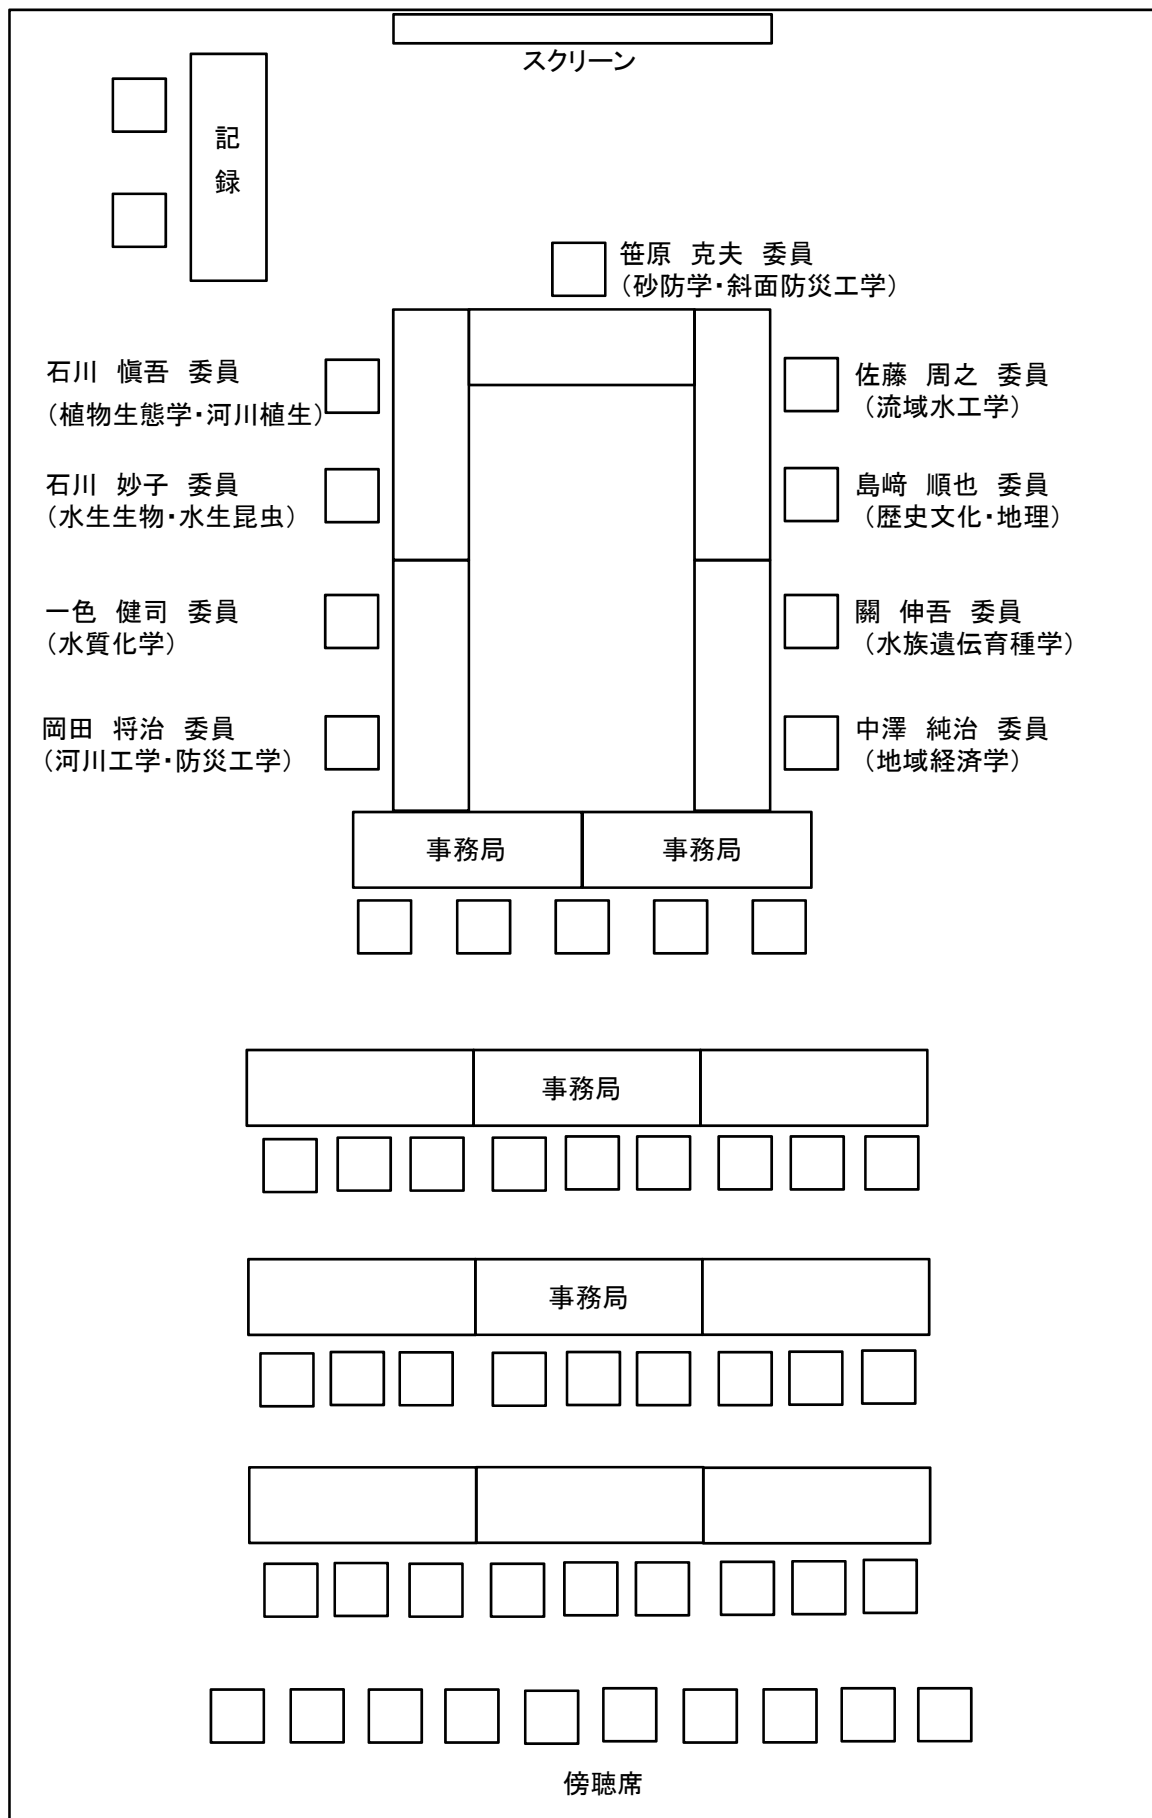 スクリーン
記
録
笹原 克夫 委員
(砂防学・斜面防災工学)
石川 愼吾 委員
(植物生態学・河川植生)
佐藤 周之 委員
(流域水工学)
石川 妙子 委員
(水生生物・水生昆虫)
島﨑 順也 委員
(歴史文化・地理)
一色 健司 委員
(水質化学)
關 伸吾 委員
(水族遺伝育種学)
岡田 将治 委員
(河川工学・防災工学)
中澤 純治 委員
(地域経済学)
事務局 事務局
事務局
事務局
傍聴席